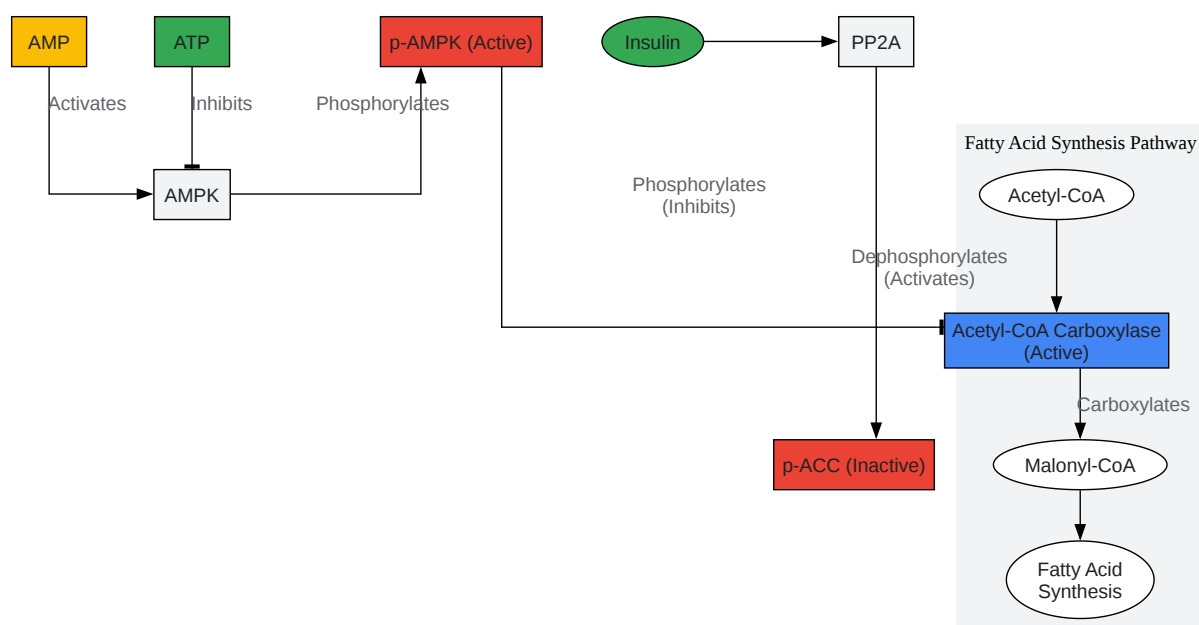 AMP
ATP
p-AMPK (Active)
Insulin
PP2A
Activates
Inhibits
Phosphorylates
Fatty Acid Synthesis Pathway
AMPK
Phosphorylates
(Inhibits)
Acetyl-CoA
Dephosphorylates
(Activates)
Acetyl-CoA Carboxylase
(Active)
Carboxylates
p-ACC (Inactive)
Malonyl-CoA
Fatty Acid
Synthesis